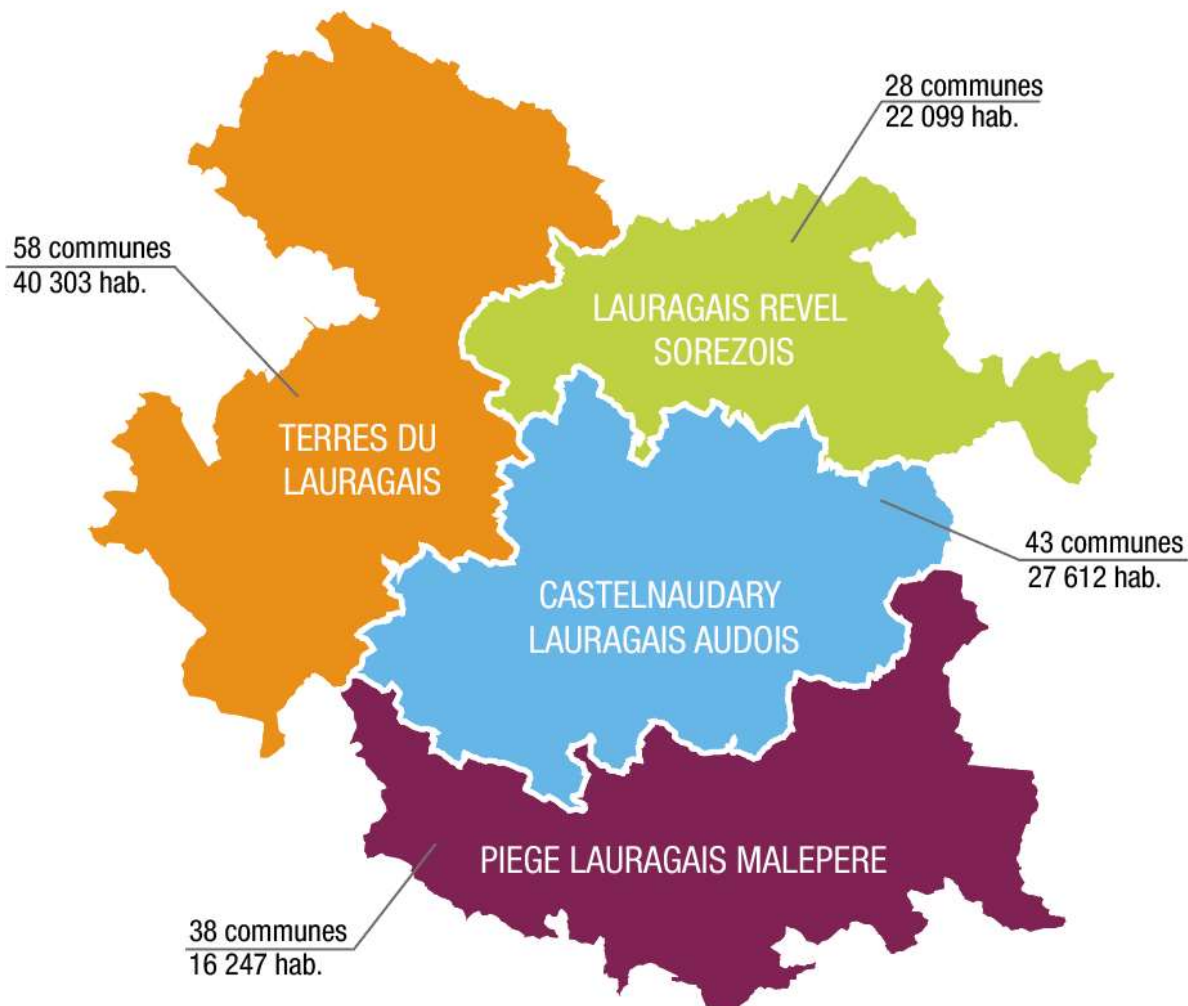 28 communes
22 099 hab.
58 communes
40 303 hab.
LAURAGAIS REVEL
SOREZOIS
TERRES DU
LAURAGAIS
43 communes
27 612 hab.
CASTELNAUDARY
LAURAGAIS AUDOIS
PIEGE LAURAGAIS MALEPERE
38 communes
16 247 hab.